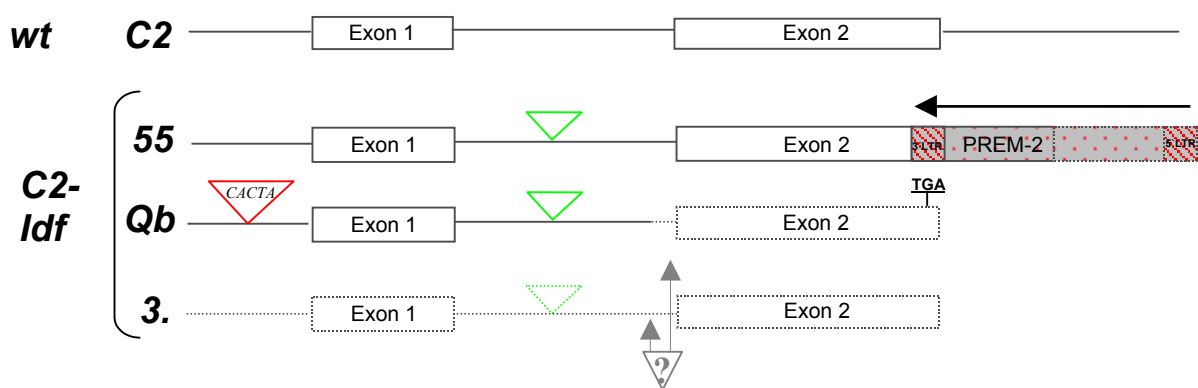 wt C2 Exon 1 Exon 2
55 Exon 1 Exon 2 3.LTR PREM-2 5.LTR
C2-
Idf
CACTA
TGA
Qb Exon 1 Exon 2
3. Exon 1 Exon 2
?